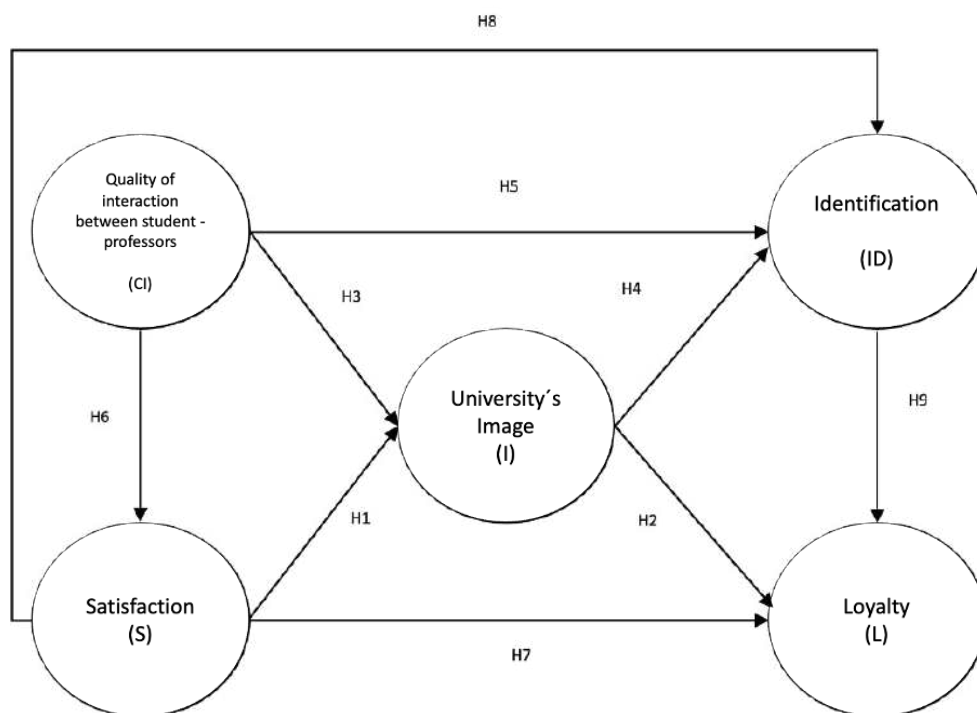 H8
Quality of
interaction
between student -
professors
(CI)
H5
Identification
(ID)
H3
H4
University´s
Image
(I)
H6
H9
H1
H2
Satisfaction
(S)
Loyalty
(L)
H7